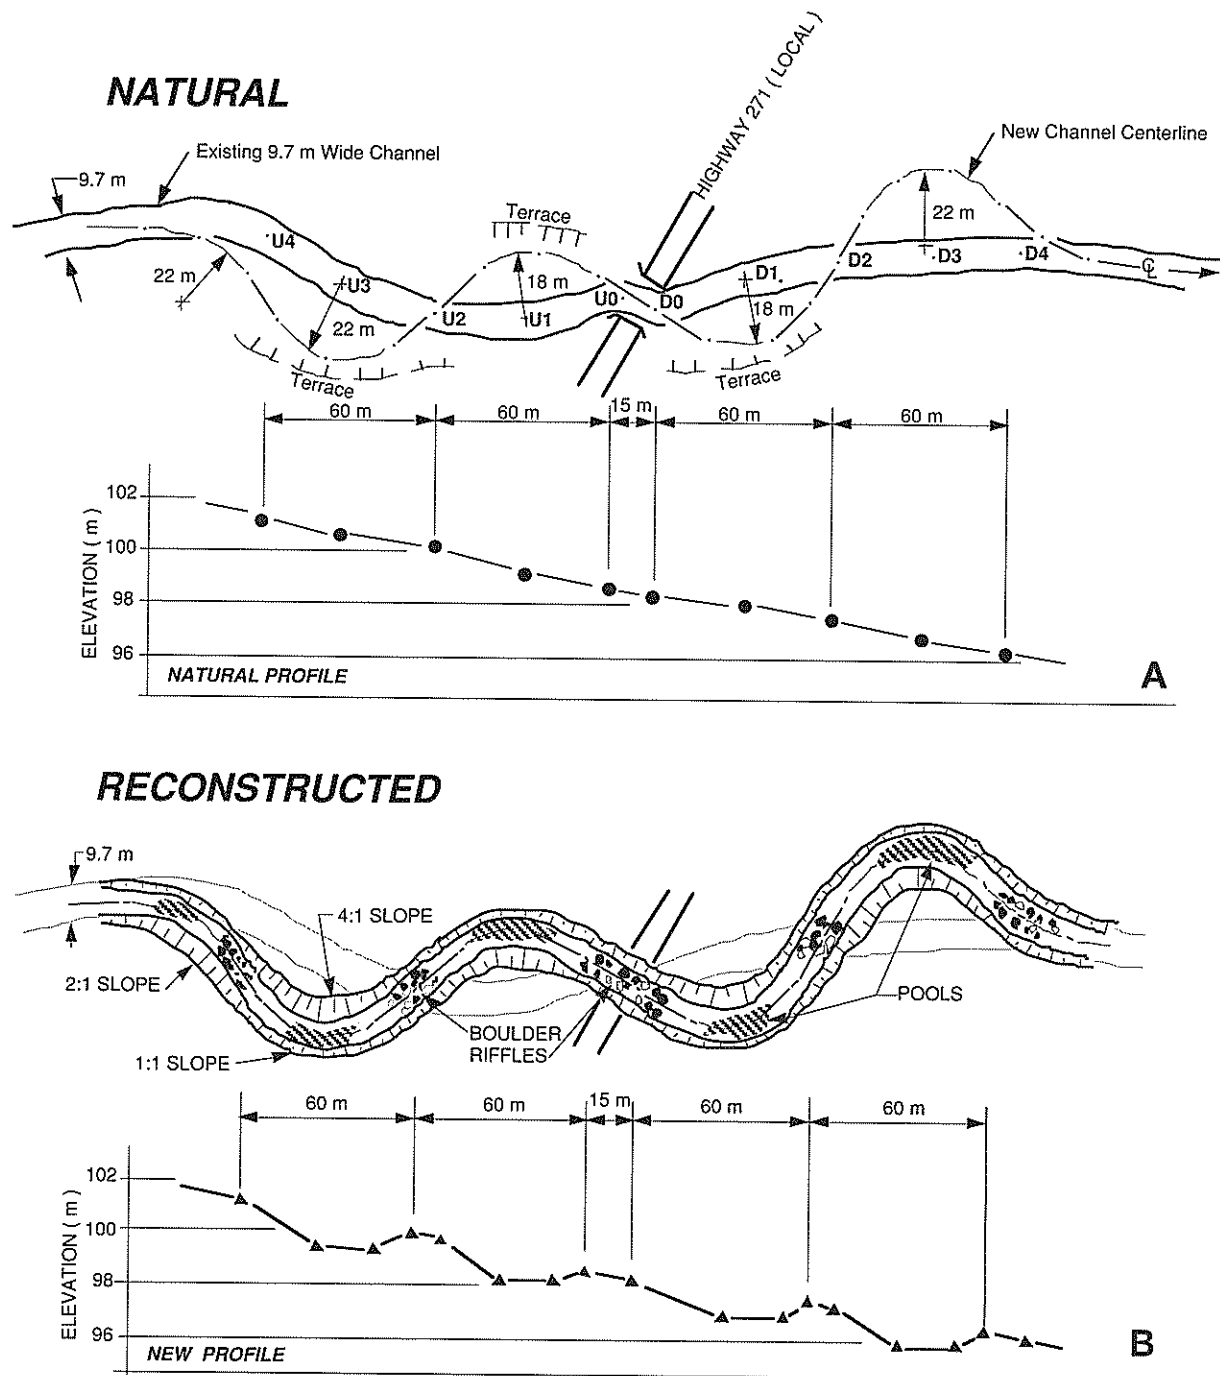 NATURAL
HIGHWAY 271 ( LOCAL )
New Channel Centerline
Existing 9.7 m Wide Channel
9.7 m
Terrace
22 m
U4
U3
22 m
22 m
18 m
U0
D0
D1
D2
D3
D4
CL
U2
U1
18 m
Terrace
Terrace
60 m
60 m
15 m
60 m
60 m
ELEVATION ( m )
102
100
98
96
NATURAL PROFILE
A
RECONSTRUCTED
9.7 m
4:1 SLOPE
2:1 SLOPE
POOLS
BOULDER
RIFFLES
1:1 SLOPE
60 m
60 m
15 m
60 m
60 m
ELEVATION ( m )
102
100
98
96
NEW PROFILE
B